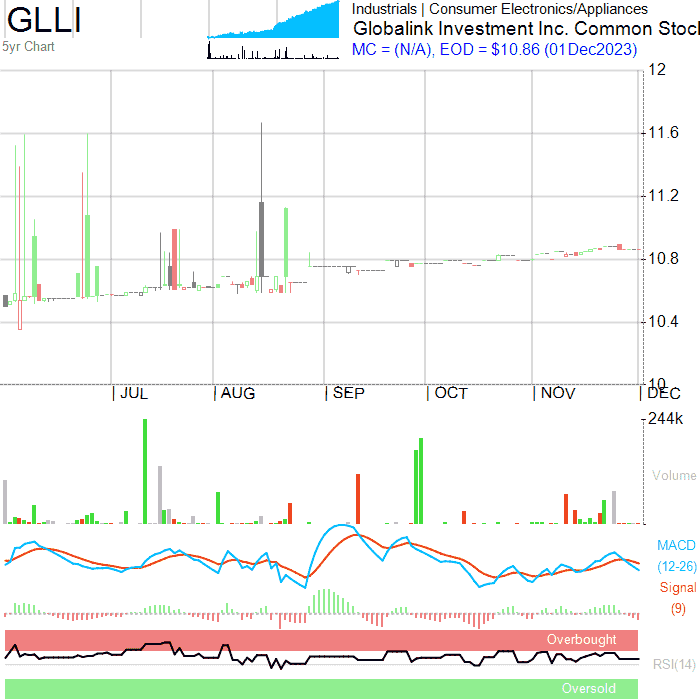 GLLI
5yr Chart
Industrials | Consumer Electronics/Appliances
Globalink Investment Inc. Common Stoc
MC = (N/A), EOD = $10.86 (01Dec2023)
12
11.6
11.2
10.8
10.4
10
JUL AUG SEP OCT NOV DEC
244k
Volume
MACD
(12-26)
Signal
(9)
Overbought
RSI(14)
Oversold